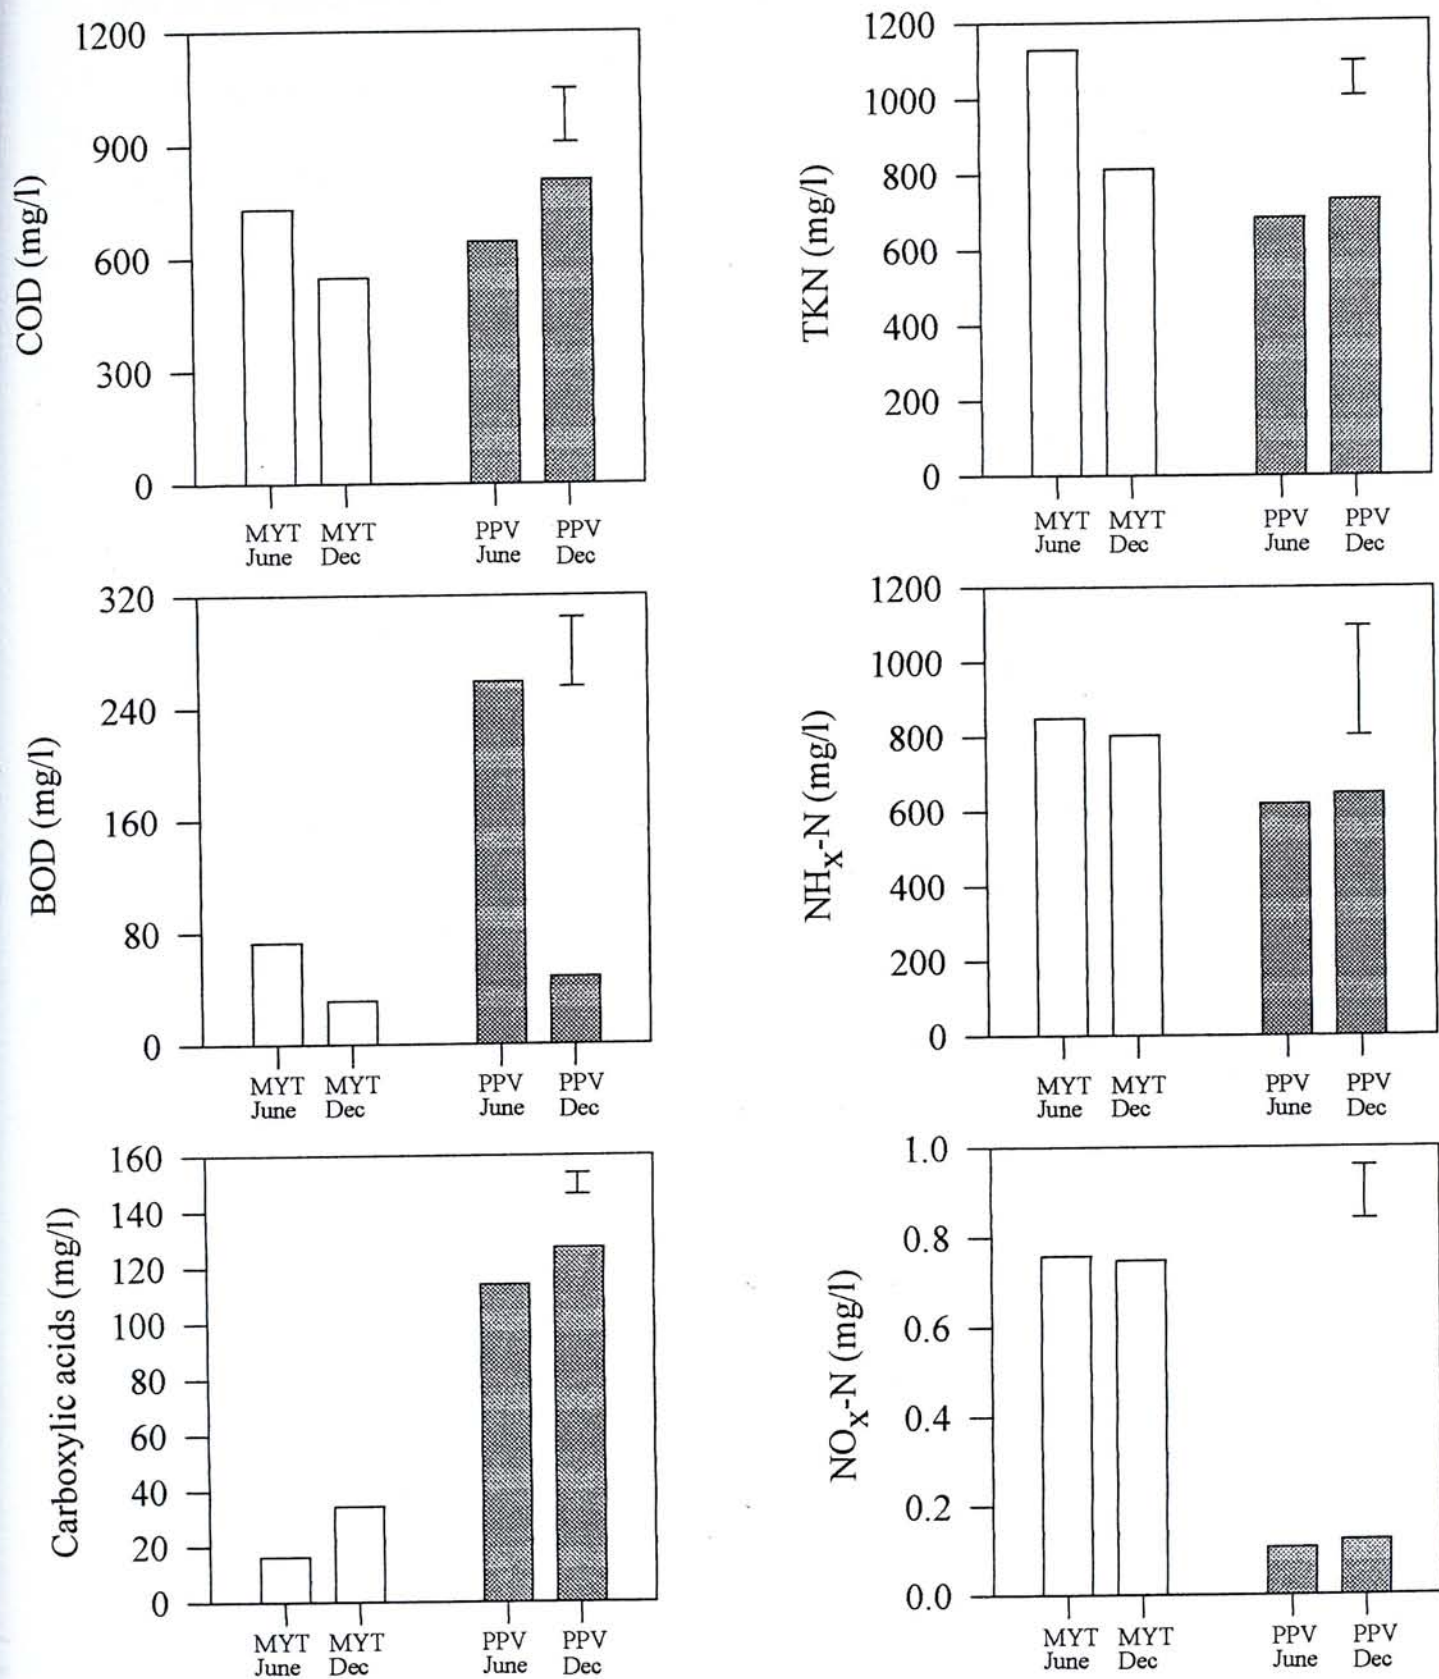 COD (mg/l)
1200
900
600
300
0
MYT MYT PPV PPV
June Dec June Dec
TKN (mg/l)
1200
1000
800
600
400
200
0
MYT MYT PPV PPV
June Dec June Dec
BOD (mg/l)
320
240
160
80
0
MYT MYT PPV PPV
June Dec June Dec
NHX-N (mg/l)
1200
1000
800
600
400
200
0
MYT MYT PPV PPV
June Dec June Dec
Carboxylic acids (mg/l)
160
140
120
100
80
60
40
20
0
MYT MYT PPV PPV
June Dec June Dec
NOX-N (mg/l)
1.0
0.8
0.6
0.4
0.2
0.0
MYT MYT PPV PPV
June Dec June Dec